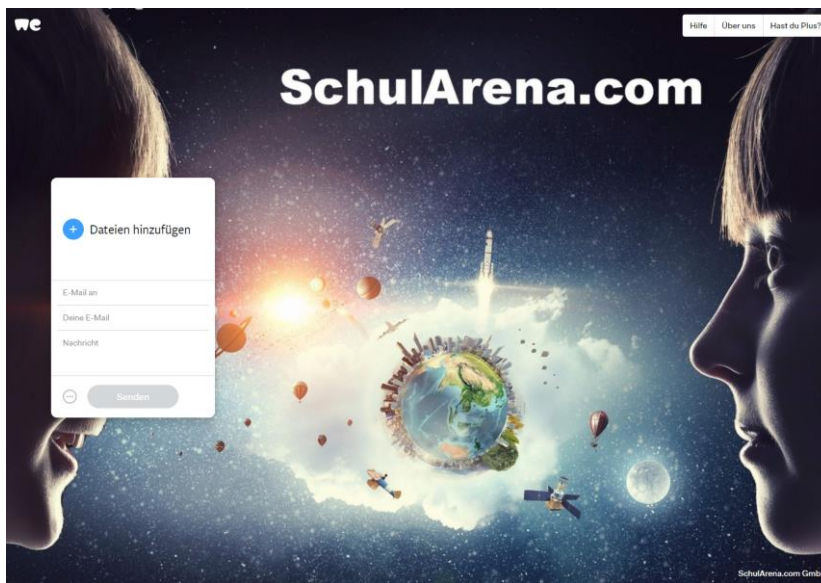 we
Hilfe
Über uns
Hast du Plus?
SchulArena.com
Dateien hinzufügen
E-Mail an
Deine E-Mail
Nachricht
Senden
SchulArena.com Gmb